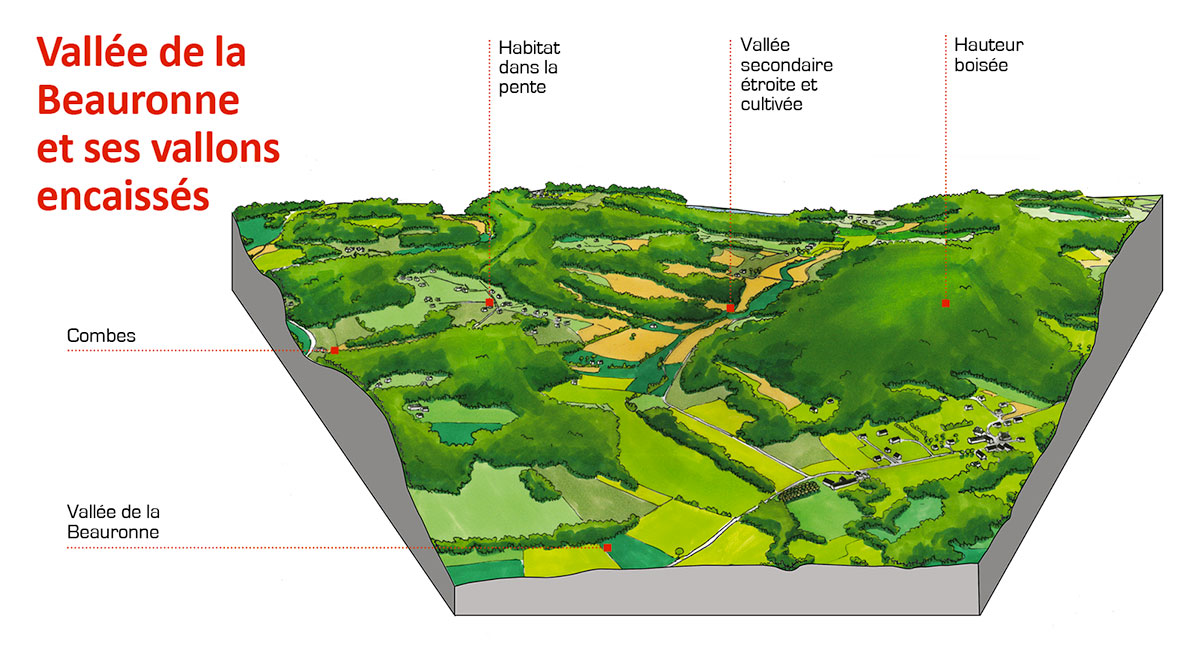 Vallée de la
Beauronne
et ses vallons
encaissés
Habitat
dans la
pente
Vallée
secondaire
étroite et
cultivée
Hauteur
boisée
Combes
Vallée de la
Beauronne